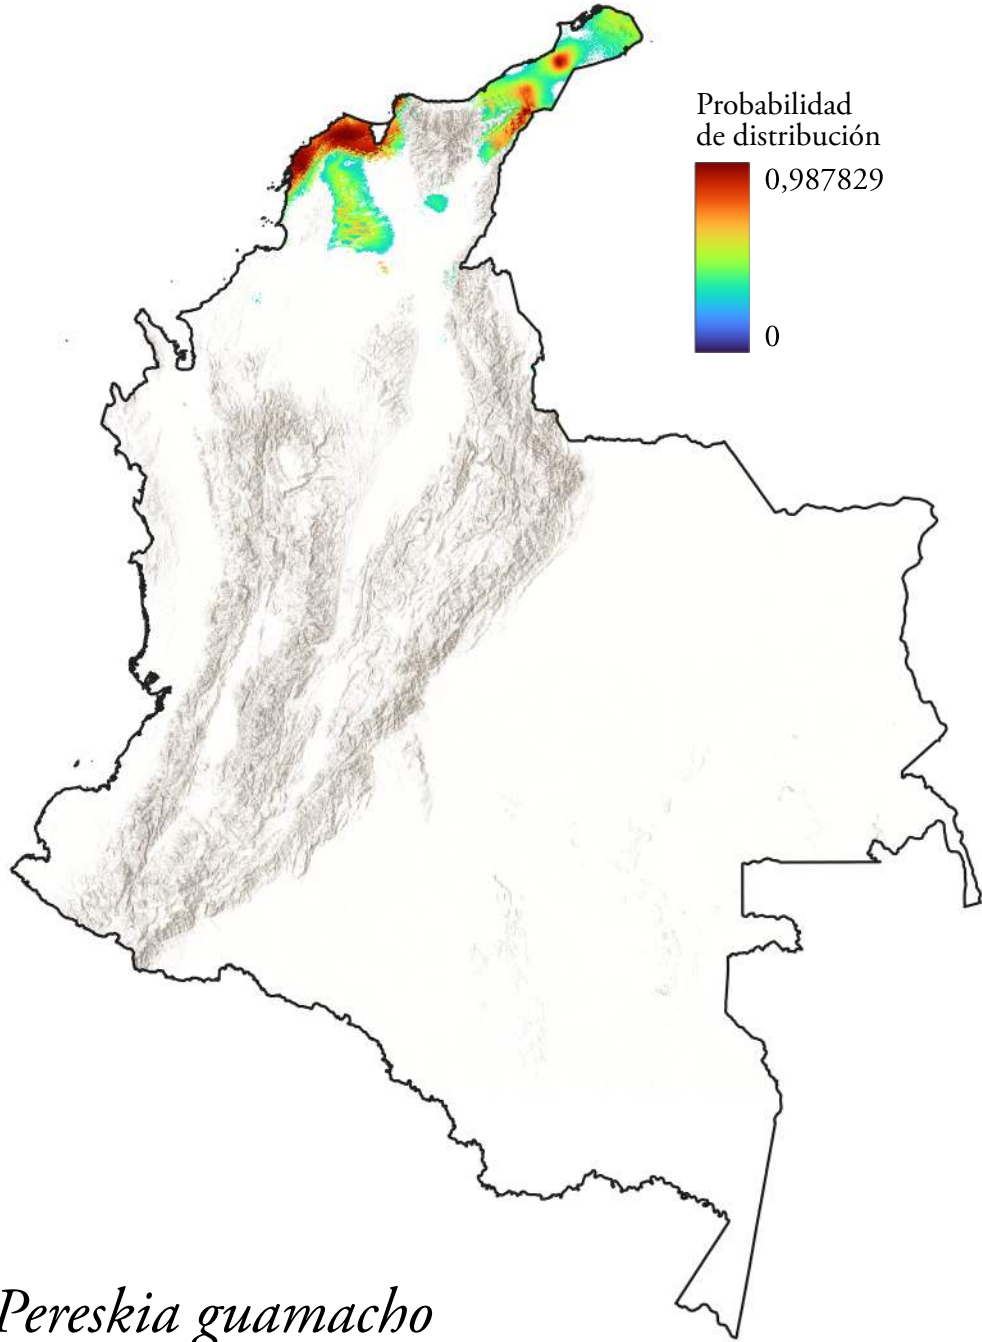 Probabilidad
de distribución
0,987829
0
Pereskia guamacho